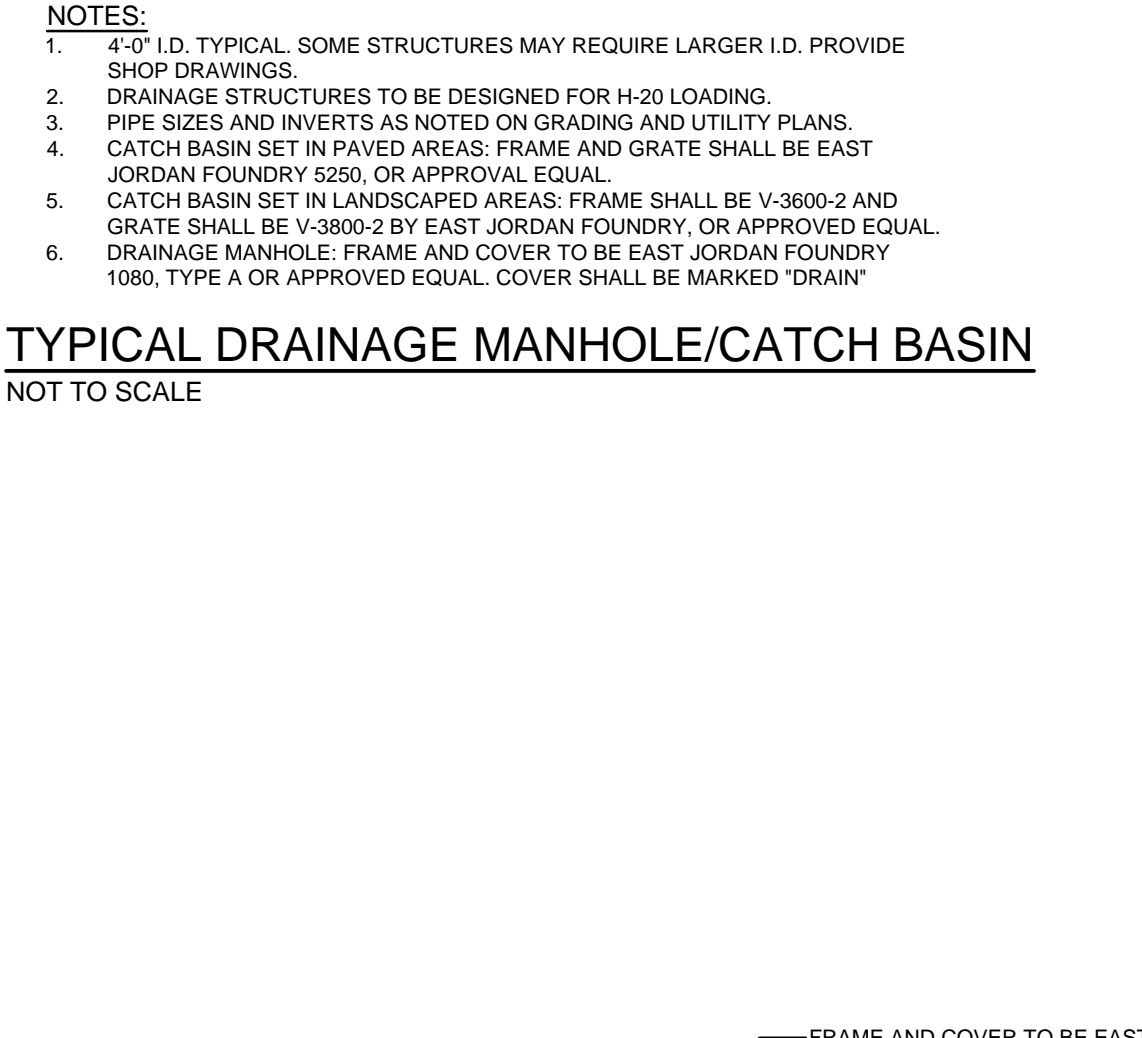 NOTES:
1. 4'-0" I.D. TYPICAL. SOME STRUCTURES MAY REQUIRE LARGER I.D. PROVIDE
SHOP DRAWINGS.
2. DRAINAGE STRUCTURES TO BE DESIGNED FOR H-20 LOADING.
3. PIPE SIZES AND INVERTS AS NOTED ON GRADING AND UTILITY PLANS.
4. CATCH BASIN SET IN PAVED AREAS: FRAME AND GRATE SHALL BE EAST
JORDAN FOUNDRY 5250, OR APPROVAL EQUAL.
5. CATCH BASIN SET IN LANDSCAPED AREAS: FRAME SHALL BE V-3600-2 AND
GRATE SHALL BE V-3800-2 BY EAST JORDAN FOUNDRY, OR APPROVED EQUAL.
6. DRAINAGE MANHOLE: FRAME AND COVER TO BE EAST JORDAN FOUNDRY
1080, TYPE A OR APPROVED EQUAL. COVER SHALL BE MARKED "DRAIN"
TYPICAL DRAINAGE MANHOLE/CATCH BASIN
NOT TO SCALE
FRAME AND COVER TO BE EAST